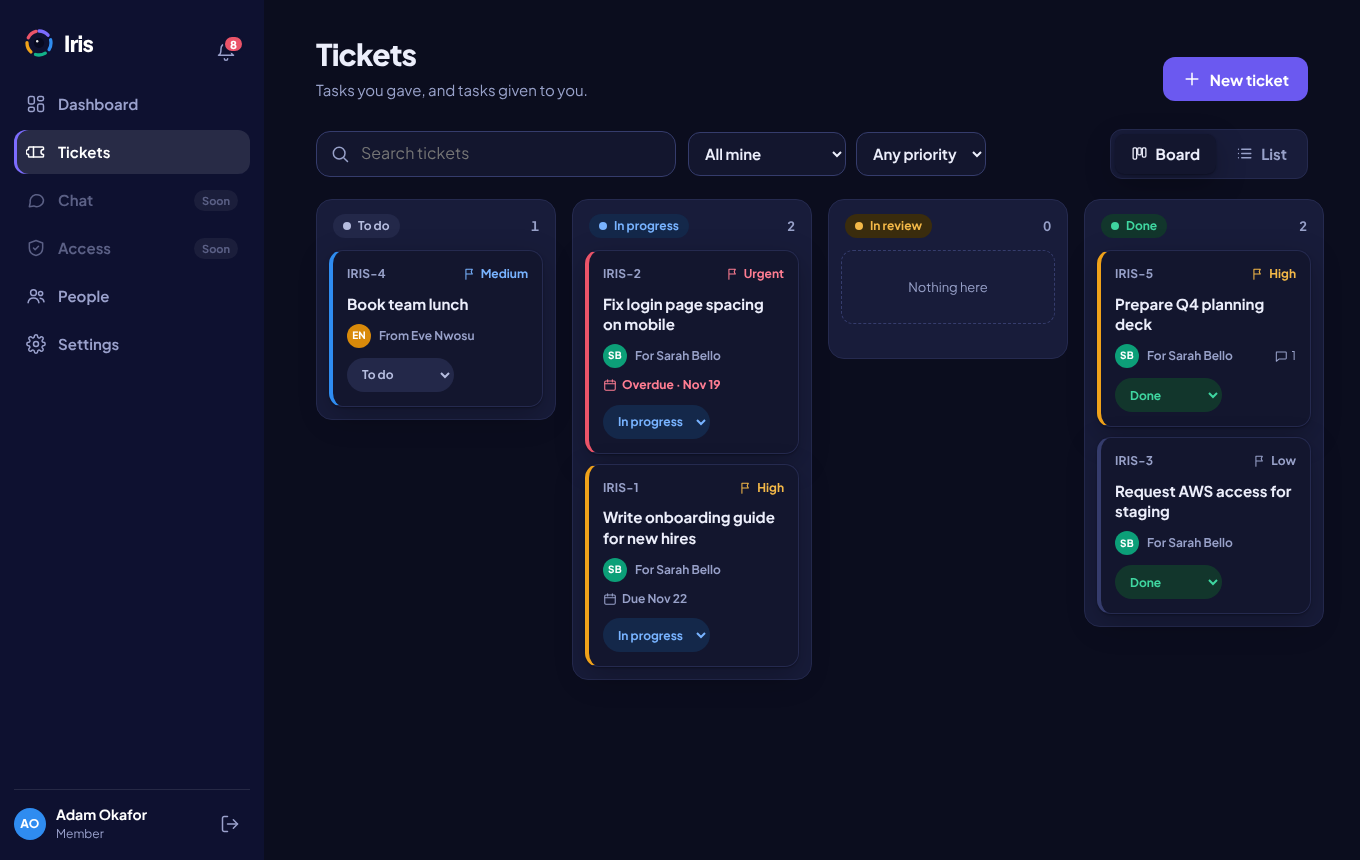 Iris
8
Dashboard
Tickets
Chat
Soon
Access
Soon
People
Settings
AO
Adam Okafor
Member
Tickets
Tasks you gave, and tasks given to you.
New ticket
Search tickets
All mine
Any priority
Board
List
To do
1
IRIS-4
Medium
Book team lunch
EN
From Eve Nwosu
To do
In progress
2
IRIS-2
Urgent
Fix login page spacing
on mobile
SB
For Sarah Bello
Overdue · Nov 19
In progress
IRIS-1
High
Write onboarding guide
for new hires
SB
For Sarah Bello
Due Nov 22
In progress
In review
0
Nothing here
Done
2
IRIS-5
High
Prepare Q4 planning
deck
SB
For Sarah Bello
1
Done
IRIS-3
Low
Request AWS access for
staging
SB
For Sarah Bello
Done